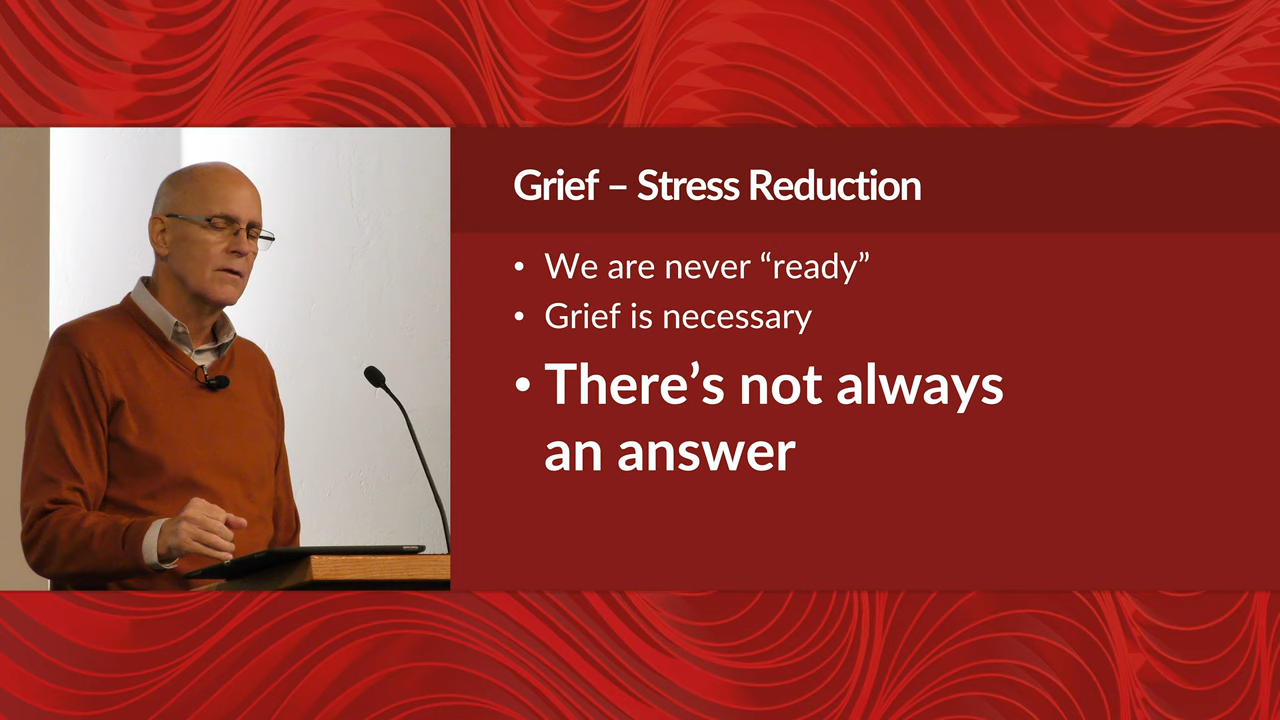 Grief – Stress Reduction
• We are never “ready”
• Grief is necessary
• There’s not always
an answer